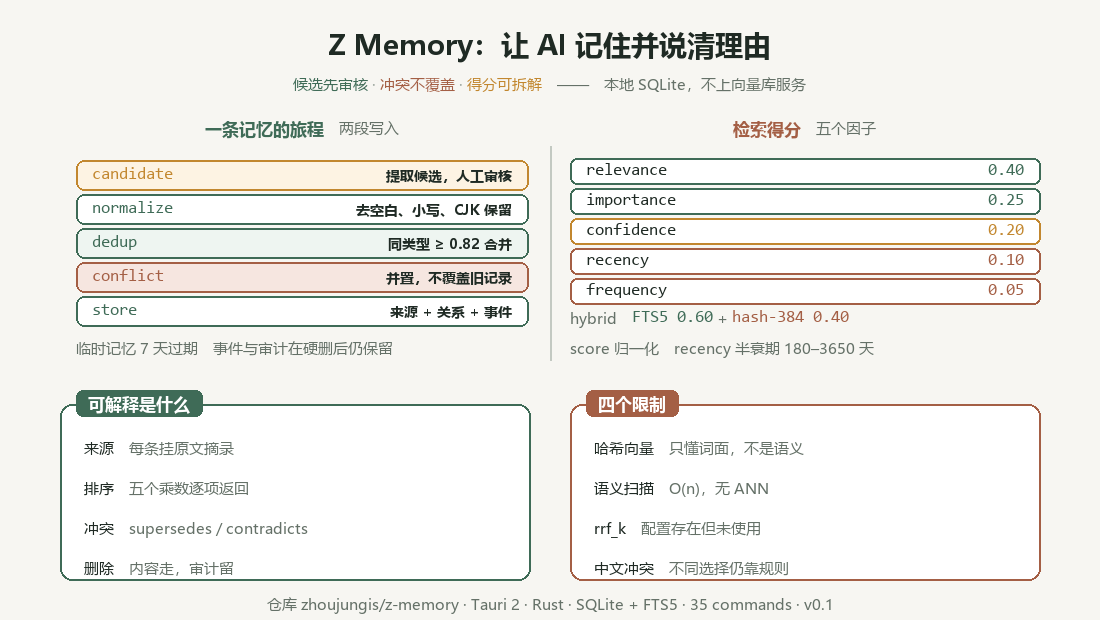 Z Memory：让 AI 记住并说清理由
候选先审核 · 冲突不覆盖 · 得分可拆解 —— 本地 SQLite，不上向量库服务
一条记忆的旅程 两段写入
candidate 提取候选，人工审核
normalize 去空白、小写、CJK 保留
dedup 同类型 ≥ 0.82 合并
conflict 并置，不覆盖旧记录
store 来源 + 关系 + 事件
临时记忆 7 天过期 事件与审计在硬删后仍保留
检索得分 五个因子
relevance 0.40
importance 0.25
confidence 0.20
recency 0.10
frequency 0.05
hybrid FTS5 0.60 + hash-384 0.40
score 归一化 recency 半衰期 180–3650 天
可解释是什么
来源 每条挂原文摘录
排序 五个乘数逐项返回
冲突 supersedes / contradicts
删除 内容走，审计留
四个限制
哈希向量 只懂词面，不是语义
语义扫描 O(n)，无 ANN
rrf_k 配置存在但未使用
中文冲突 不同选择仍靠规则
仓库 zhoujungis/z-memory · Tauri 2 · Rust · SQLite + FTS5 · 35 commands · v0.1